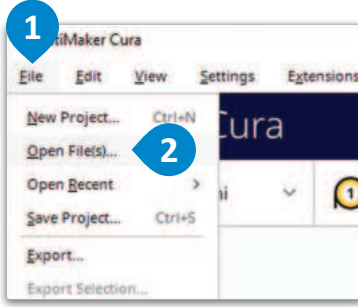 1
tiMaker Cura
File Edit View Settings Extensions
New Project... Ctrl+N
Cura
Open File(s)...
2
Open Recent >
Save Project... Ctrl+S
Export...
Export Selection...
1